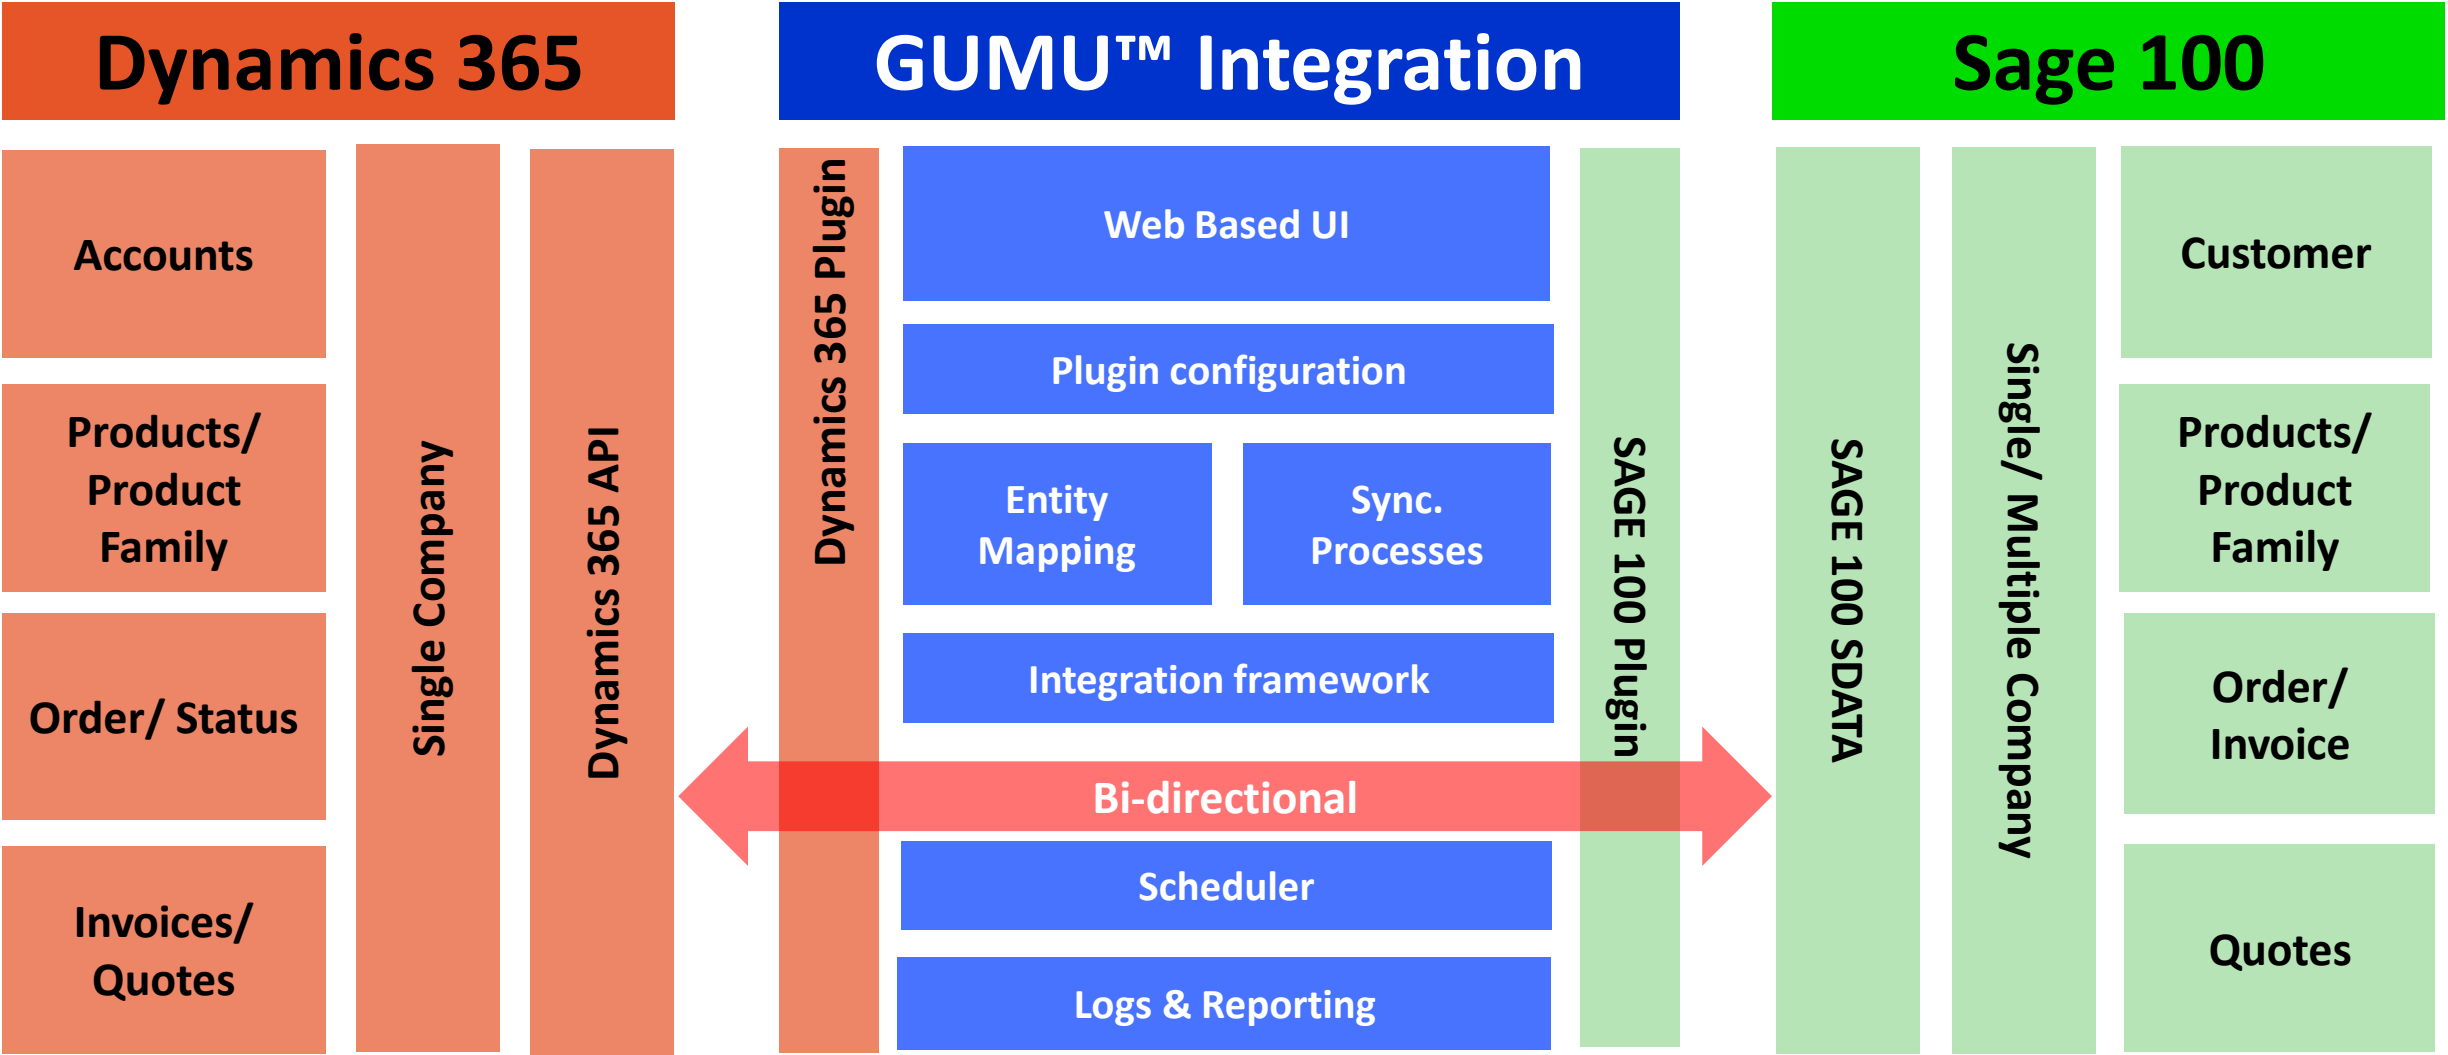 Dynamics 365
GUMU™ Integration
Sage 100
Accounts
Products/
Product
Family
Order/ Status
Invoices/
Quotes
Single Company
Dynamics 365 API
Dynamics 365 Plugin
Web Based UI
Plugin configuration
Entity
Mapping
Sync.
Processes
Integration framework
Bi-directional
Scheduler
Logs & Reporting
SAGE 100 Plugin
SAGE 100 SDATA
Single/ Multiple Company
Customer
Products/
Product
Family
Order/
Invoice
Quotes